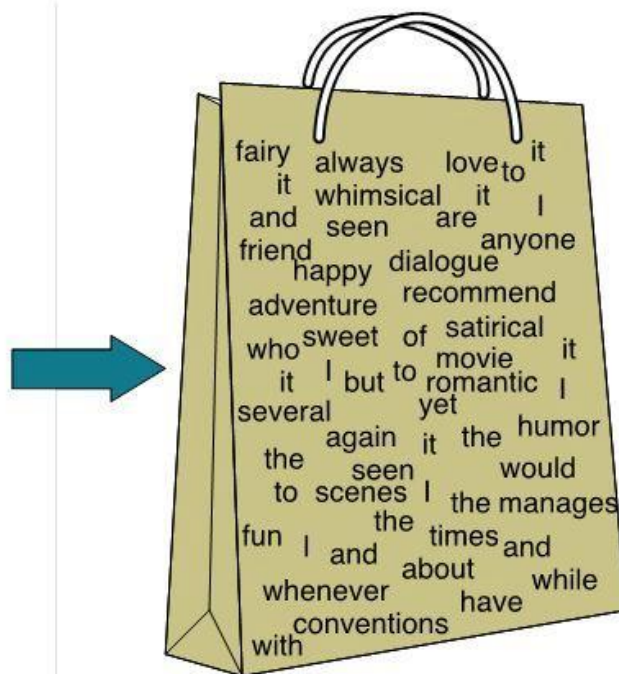 fairy always love to it
it whimsical it I
and seen are anyone
friend happy dialogue
adventure recommend
who sweet of satirical
it I but to movie it
romantic I
several yet
again it the humor
the seen would
to scenes I the manages
fun the times
I and about and
whenever have while
conventions
with